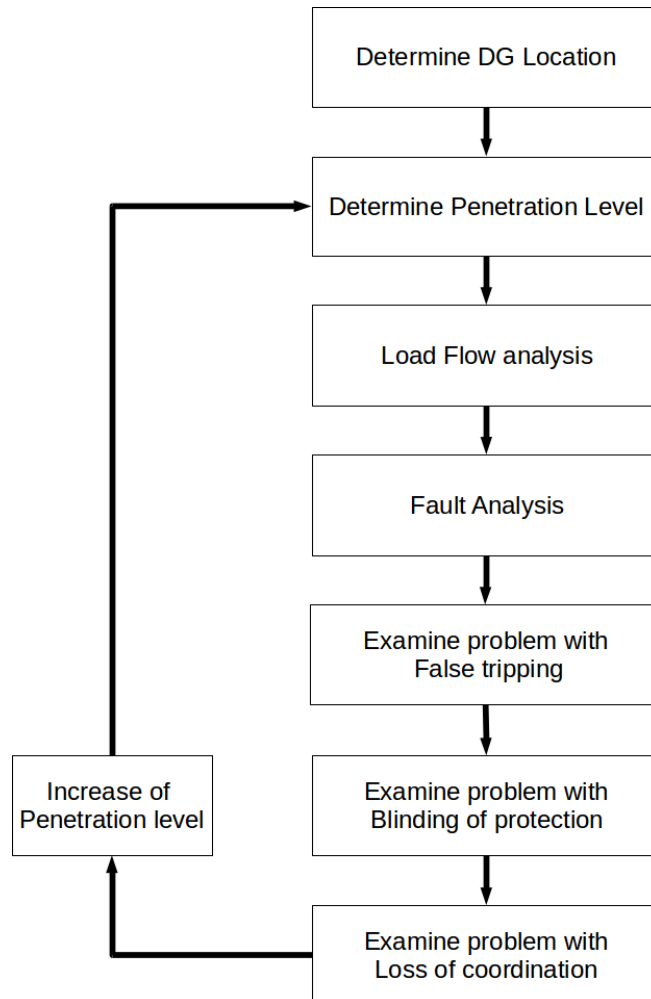 Determine DG Location
Determine Penetration Level
Load Flow analysis
Fault Analysis
Examine problem with
False tripping
Examine problem with
Blinding of protection
Examine problem with
Loss of coordination
Increase of
Penetration level